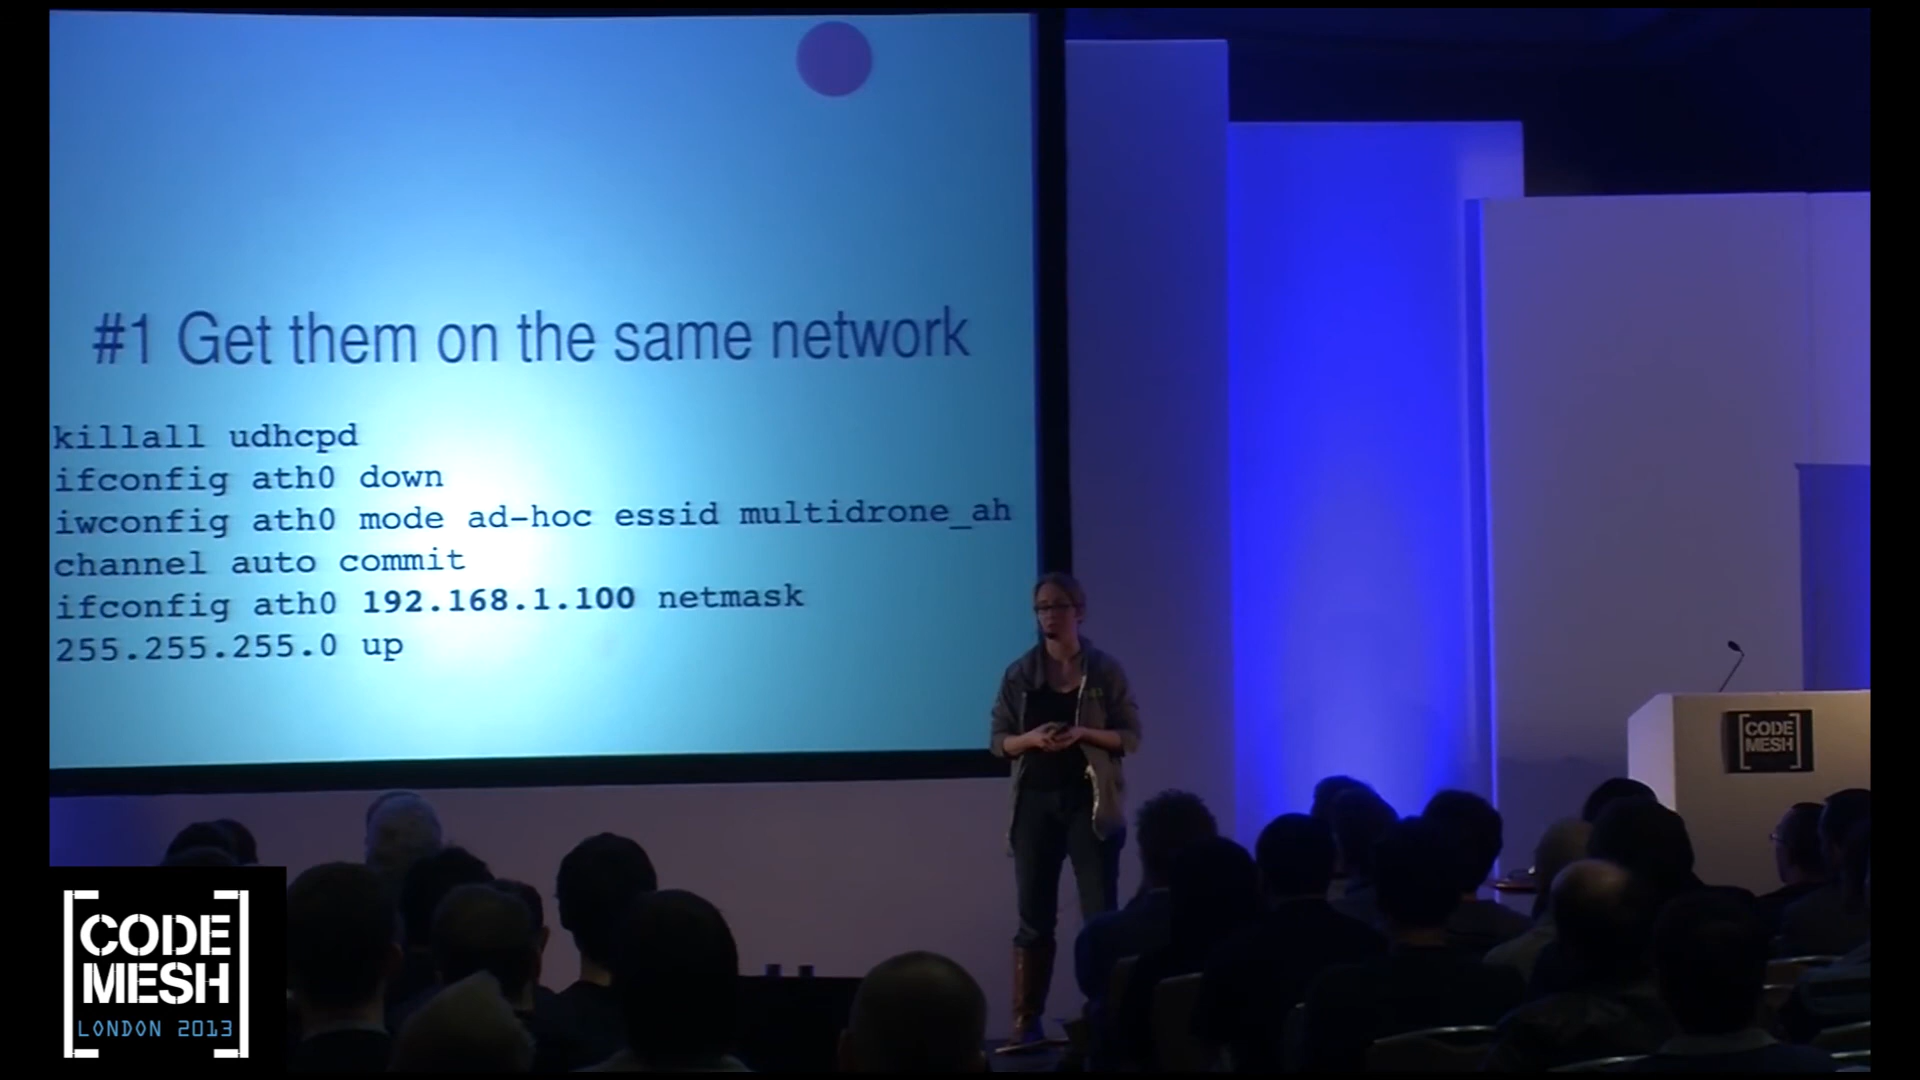 #1 Get them on the same network
killall udhcpd
ifconfig ath0 down
iwconfig ath0 mode ad-hoc essid multidrone_ah
channel auto commit
ifconfig ath0 192.168.1.100 netmask
255.255.255.0 up
CODE
MESH
CODE
MESH
LONDON 2013